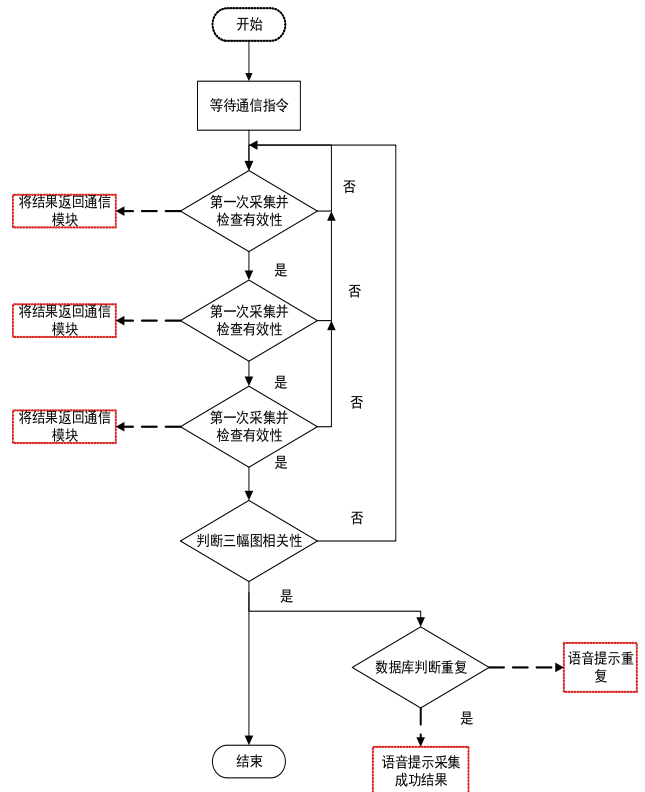 开始
等待通信指令
否
第一次采集并
检查有效性
将结果返回通信
模块
是
否
第一次采集并
检查有效性
将结果返回通信
模块
是
否
第一次采集并
检查有效性
将结果返回通信
模块
是
否
判断三幅图相关性
是
数据库判断重复
语音提示重
复
是
结束
语音提示采集
成功结果